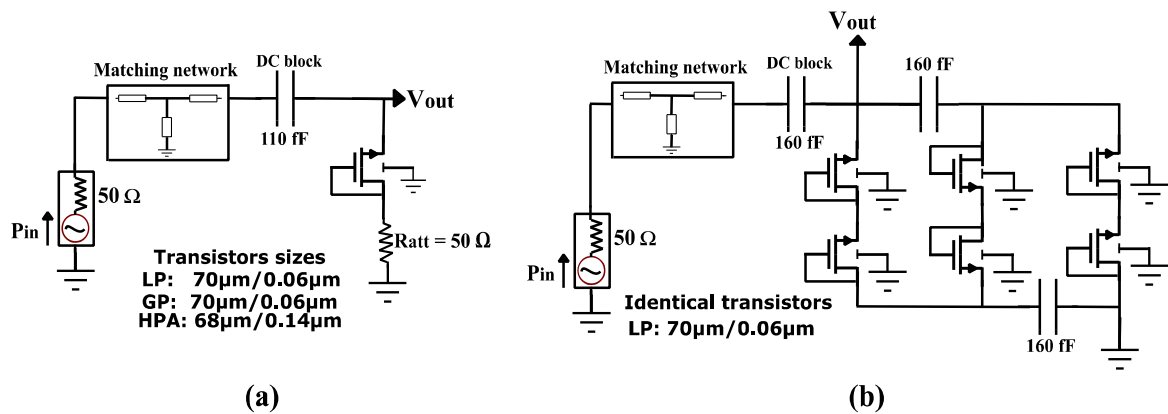 Matching network
DC block
110 fF
Vout
50 Ω
Pin
Ratt = 50 Ω
Transistors sizes
LP: 70µm/0.06µm
GP: 70µm/0.06µm
HPA: 68µm/0.14µm
(a)
Vout
Matching network
DC block
160 fF
160 fF
50 Ω
Pin
Identical transistors
LP: 70µm/0.06µm
160 fF
(b)